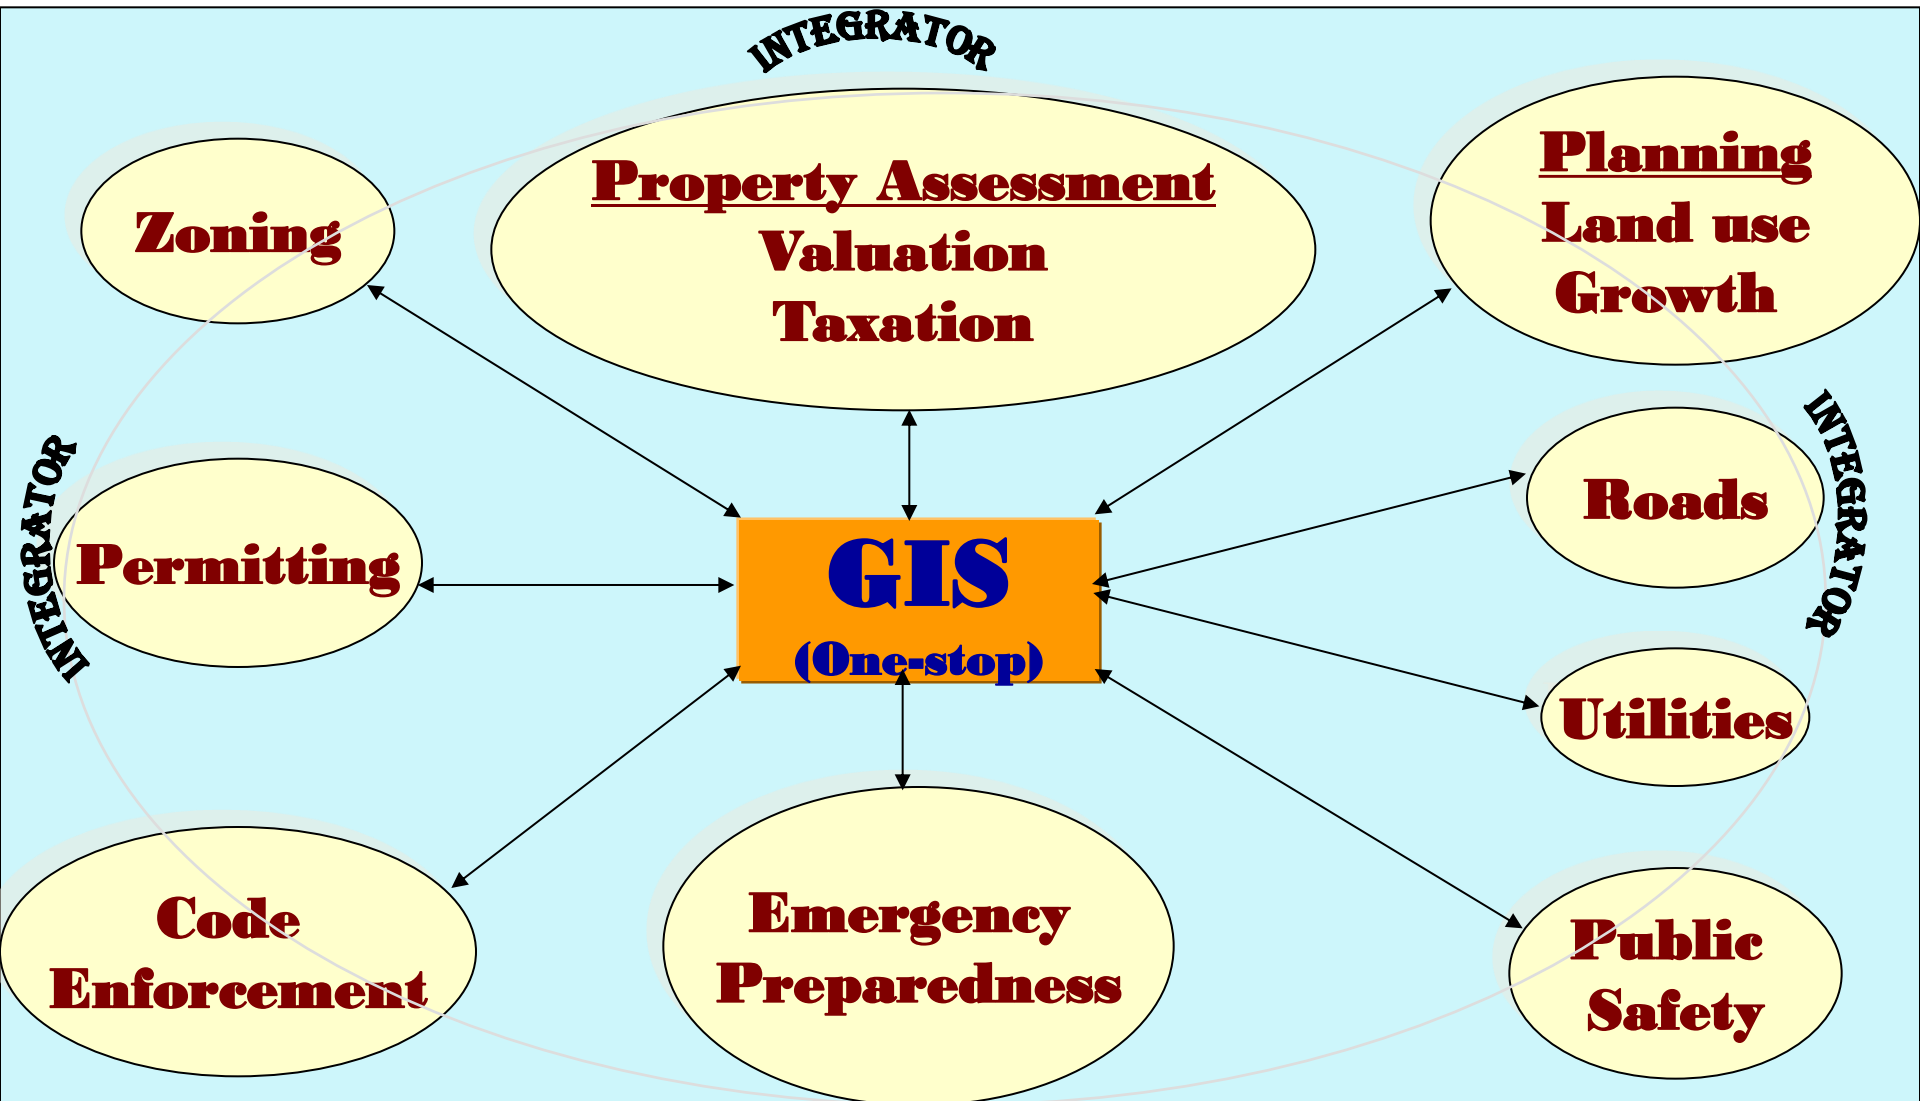 INTEGRATOR
Zoning
Property Assessment
Valuation
Taxation
Planning
Land use
Growth
INTEGRATOR
Permitting
GIS
(One-stop)
Roads
INTEGRATOR
Utilities
Code
Enforcement
Emergency
Preparedness
Public
Safety